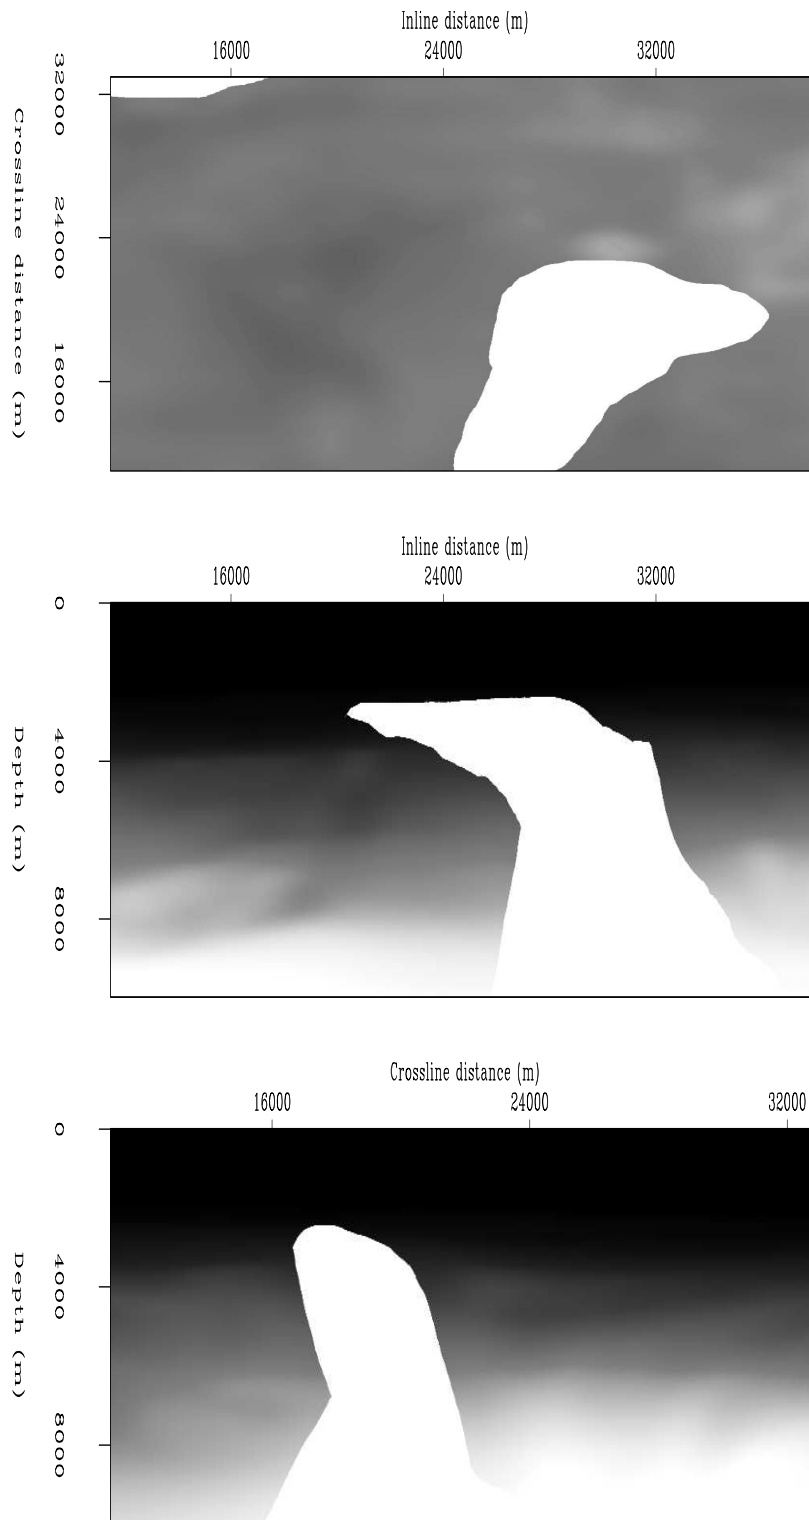 Inline distance (m)
16000 24000 32000
32000
24000
16000
Crossline distance (m)
Inline distance (m)
16000 24000 32000
0
4000
8000
Depth (m)
Crossline distance (m)
16000 24000 32000
0
4000
8000
Depth (m)